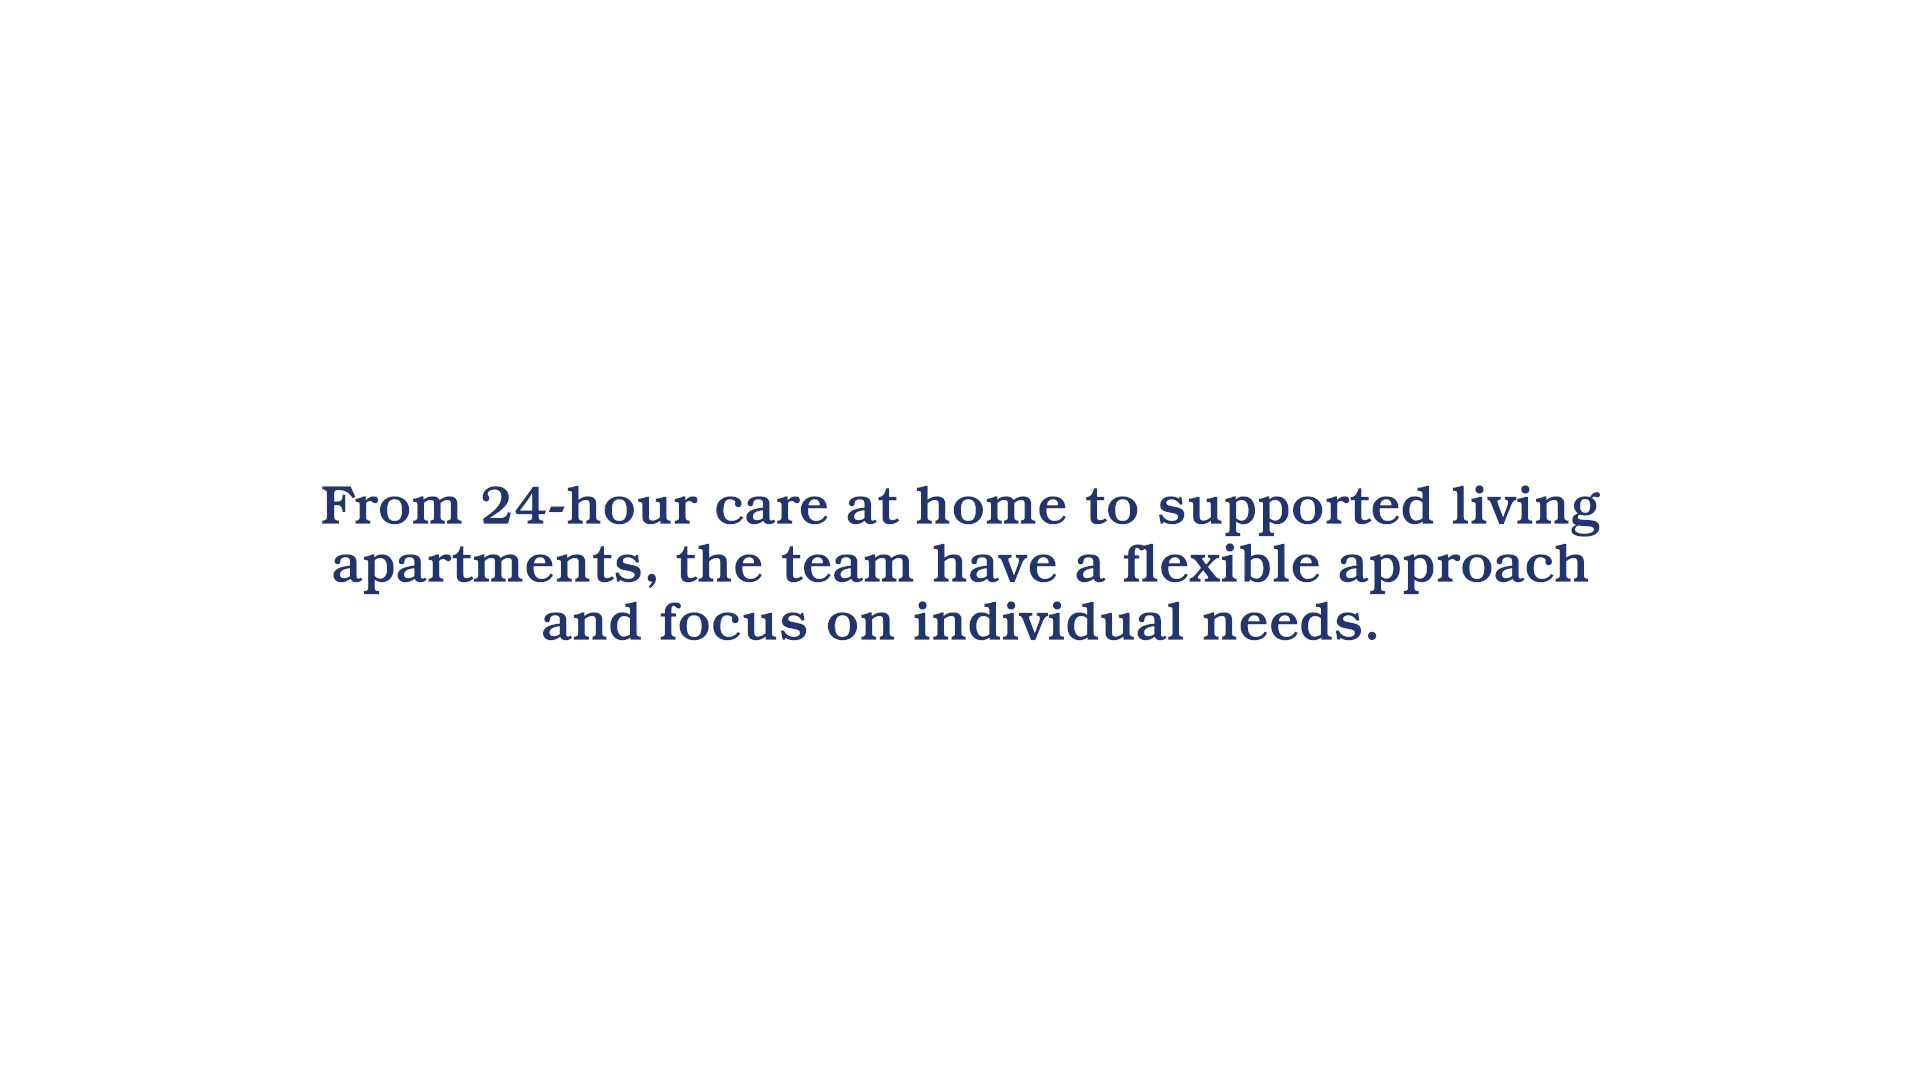 From 24-hour care at home to supported living
apartments, the team have a flexible approach
and focus on individual needs.